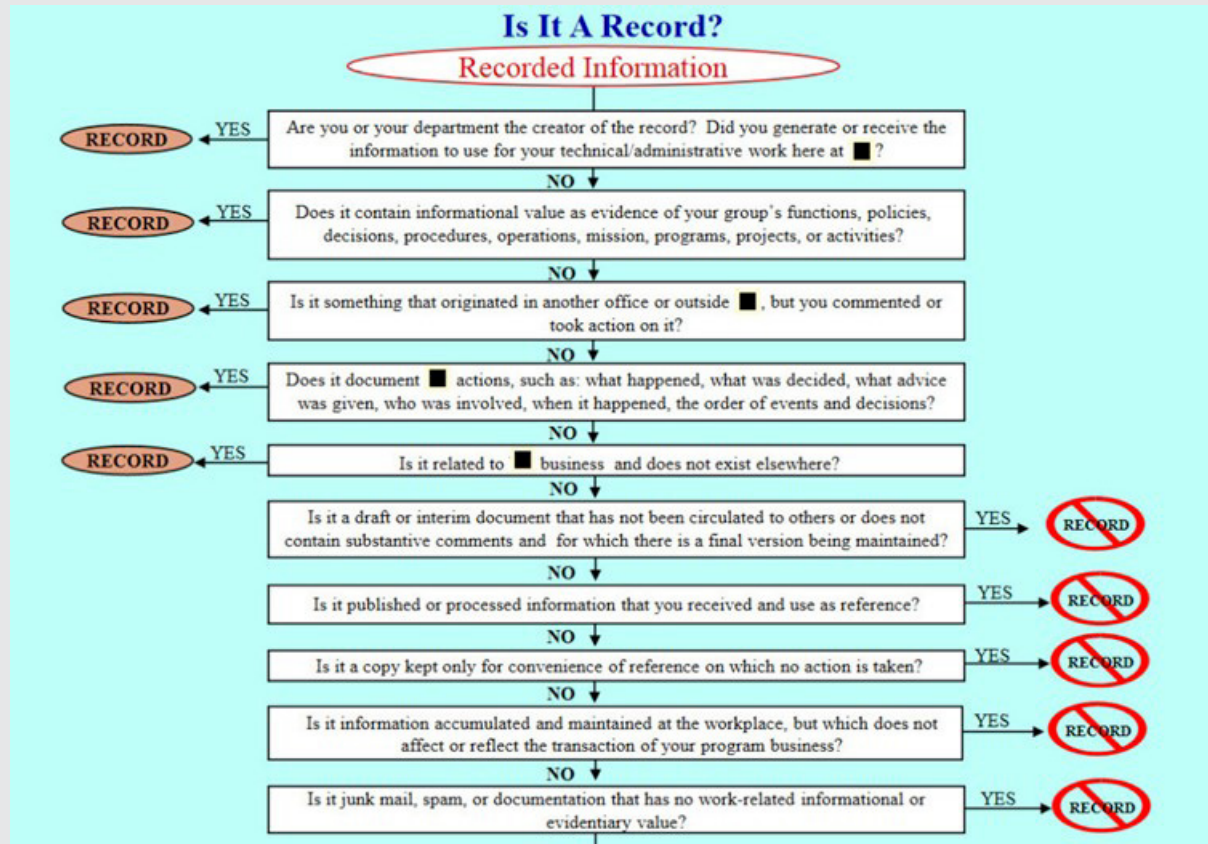 Is It A Record?
Recorded Information
Are you or your department the creator of the record? Did you generate or receive the
information to use for your technical/administrative work here at ?
YES
RECORD
NO
Does it contain informational value as evidence of your group's functions, policies,
decisions, procedures, operations, mission, programs, projects, or activities?
YES
RECORD
NO
Is it something that originated in another office or outside , but you commented or
took action on it?
YES
RECORD
NO
Does it document actions, such as: what happened, what was decided, what advice
was given, who was involved, when it happened, the order of events and decisions?
YES
RECORD
NO
Is it related to business and does not exist elsewhere?
YES
RECORD
NO
Is it a draft or interim document that has not been circulated to others or does not
contain substantive comments and for which there is a final version being maintained?
YES
RECORD
NO
Is it published or processed information that you received and use as reference?
YES
RECORD
NO
Is it a copy kept only for convenience of reference on which no action is taken?
YES
RECORD
NO
Is it information accumulated and maintained at the workplace, but which does not
affect or reflect the transaction of your program business?
YES
RECORD
NO
Is it junk mail, spam, or documentation that has no work-related informational or
evidentiary value?
YES
RECORD